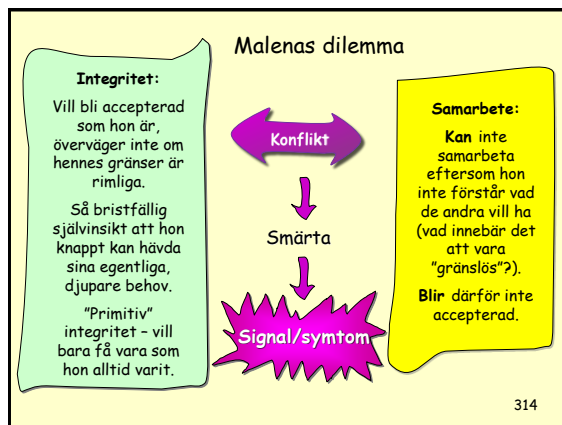 Malenas dilemma
Integritet:
Vill bli accepterad
som hon är,
överväger inte om
hennes gränser är
rimliga.
Så bristfällig
självinsikt att hon
knappt kan hävda
sina egentliga,
djupare behov.
"Primitiv"
integritet – vill
bara få vara som
hon alltid varit.
Konflikt
Smärta
Signal/symtom
Samarbete:
Kan inte
samarbeta
eftersom hon
inte förstår vad
de andra vill ha
(vad innebär det
att vara
"gränslös"?).
Blir därför inte
accepterad.
314